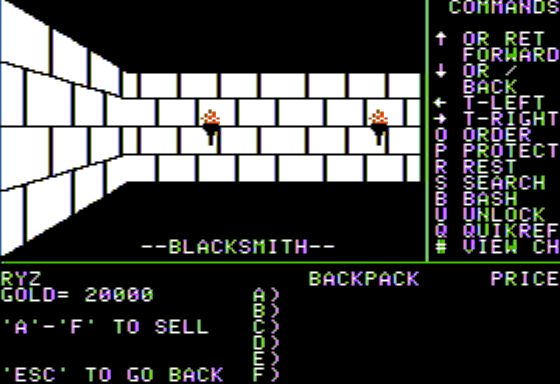 COMMANDS
↑ OR RET
FORWARD
↓ OR /
BACK
← T-LEFT
→ T-RIGHT
O ORDER
P PROTECT
R REST
S SEARCH
B BASH
U UNLOCK
Q QUIKREF
# VIEW CH
--BLACKSMITH--
RYZ BACKPACK PRICE
GOLD= 20000 A)
B)
'A'-'F' TO SELL C)
D)
E)
'ESC' TO GO BACK F)